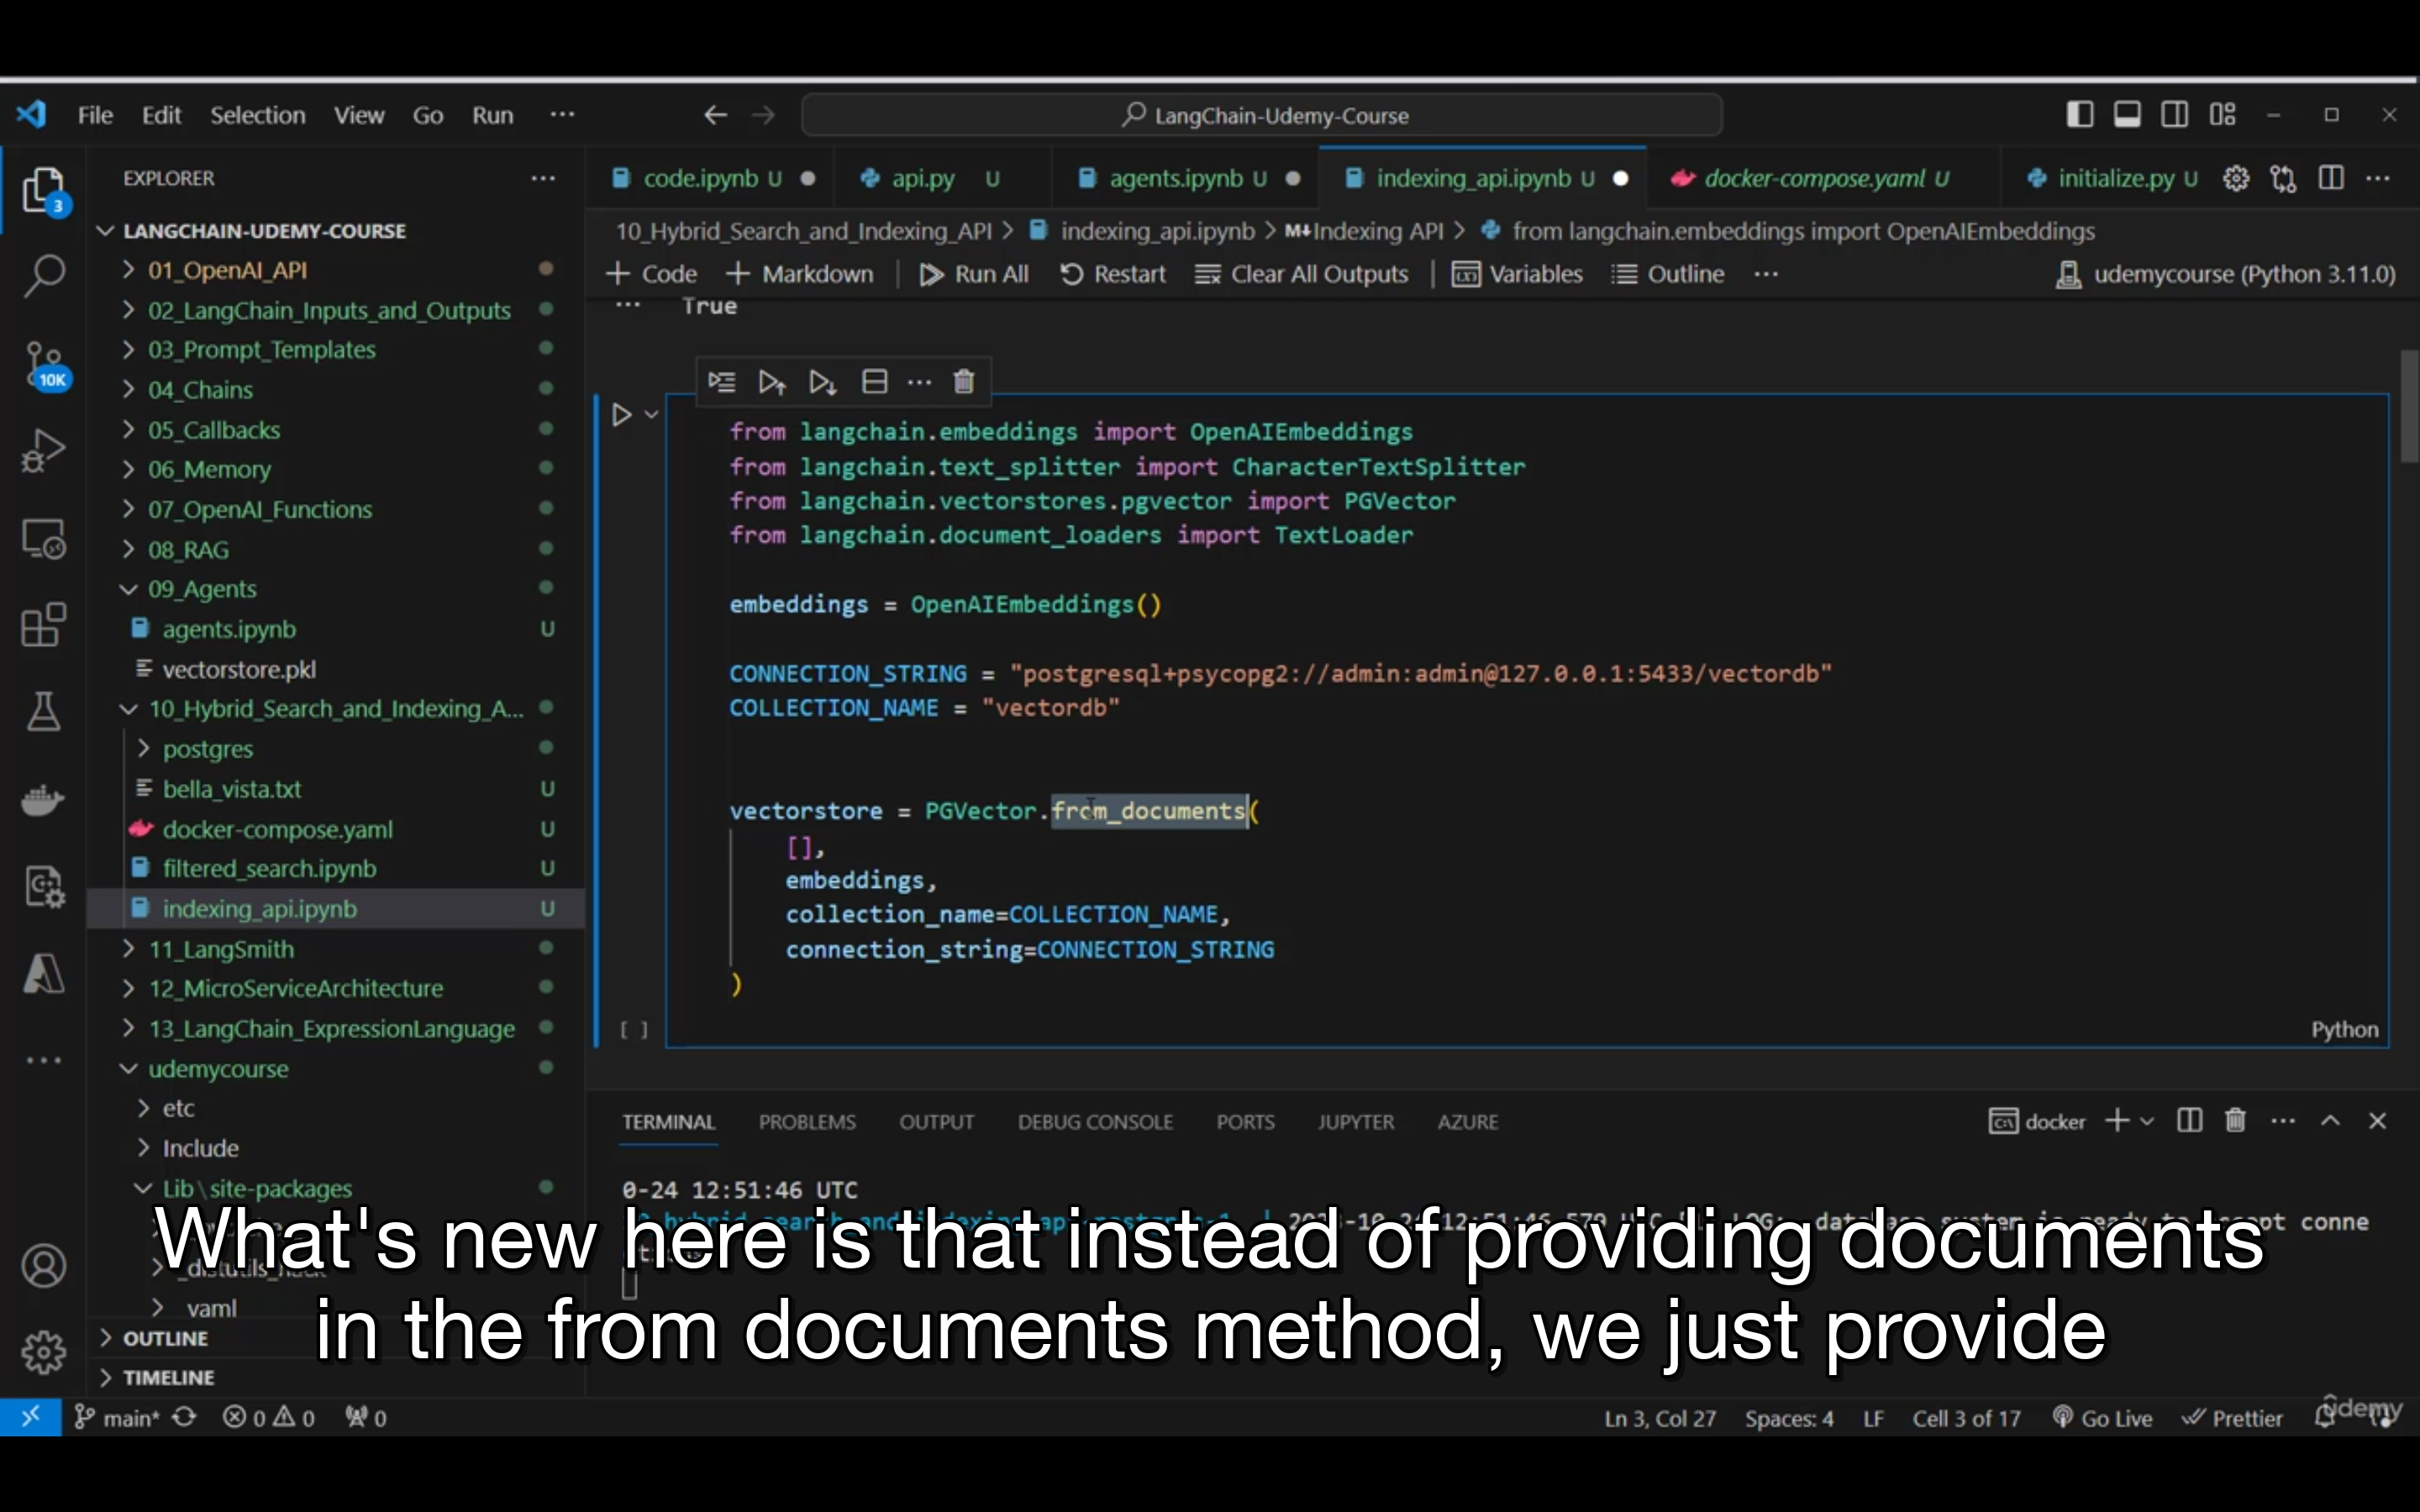 File Edit Selection View Go Run ... LangChain-Udemy-Course
EXPLORER ...
3
10K
LANGCHAIN-UDEMY-COURSE
01_OpenAI_API
02_LangChain_Inputs_and_Outputs
03_Prompt_Templates
04_Chains
05_Callbacks
06_Memory
07_OpenAI_Functions
08_RAG
09_Agents
agents.ipynb U
vectorstore.pkl
10_Hybrid_Search_and_Indexing_A...
postgres
bella_vista.txt U
docker-compose.yaml U
filtered_search.ipynb U
indexing_api.ipynb U
11_LangSmith
12_MicroServiceArchitecture
13_LangChain_ExpressionLanguage
udemycourse
etc
Include
Lib\site-packages
_distutils_hack
yaml
OUTLINE
TIMELINE
code.ipynb U api.py U agents.ipynb U indexing_api.ipynb U docker-compose.yaml U initialize.py U ...
10_Hybrid_Search_and_Indexing_API > indexing_api.ipynb > M↓Indexing API > from langchain.embeddings import OpenAIEmbeddings
+ Code + Markdown Run All Restart Clear All Outputs Variables Outline ... udemycourse (Python 3.11.0)
... True
from langchain.embeddings import OpenAIEmbeddings
from langchain.text_splitter import CharacterTextSplitter
from langchain.vectorstores.pgvector import PGVector
from langchain.document_loaders import TextLoader
embeddings = OpenAIEmbeddings()
CONNECTION_STRING = "postgresql+psycopg2://admin:admin@127.0.0.1:5433/vectordb"
COLLECTION_NAME = "vectordb"
vectorstore = PGVector.from_documents(
[],
embeddings,
collection_name=COLLECTION_NAME,
connection_string=CONNECTION_STRING
)
[ ] Python
TERMINAL PROBLEMS OUTPUT DEBUG CONSOLE PORTS JUPYTER AZURE docker
0-24 12:51:46 UTC
LOG: database system is ready to accept conne
What's new here is that instead of providing documents
in the from documents method, we just provide
main* 0 0 0 Ln 3, Col 27 Spaces: 4 LF Cell 3 of 17 Go Live Prettier
udemy